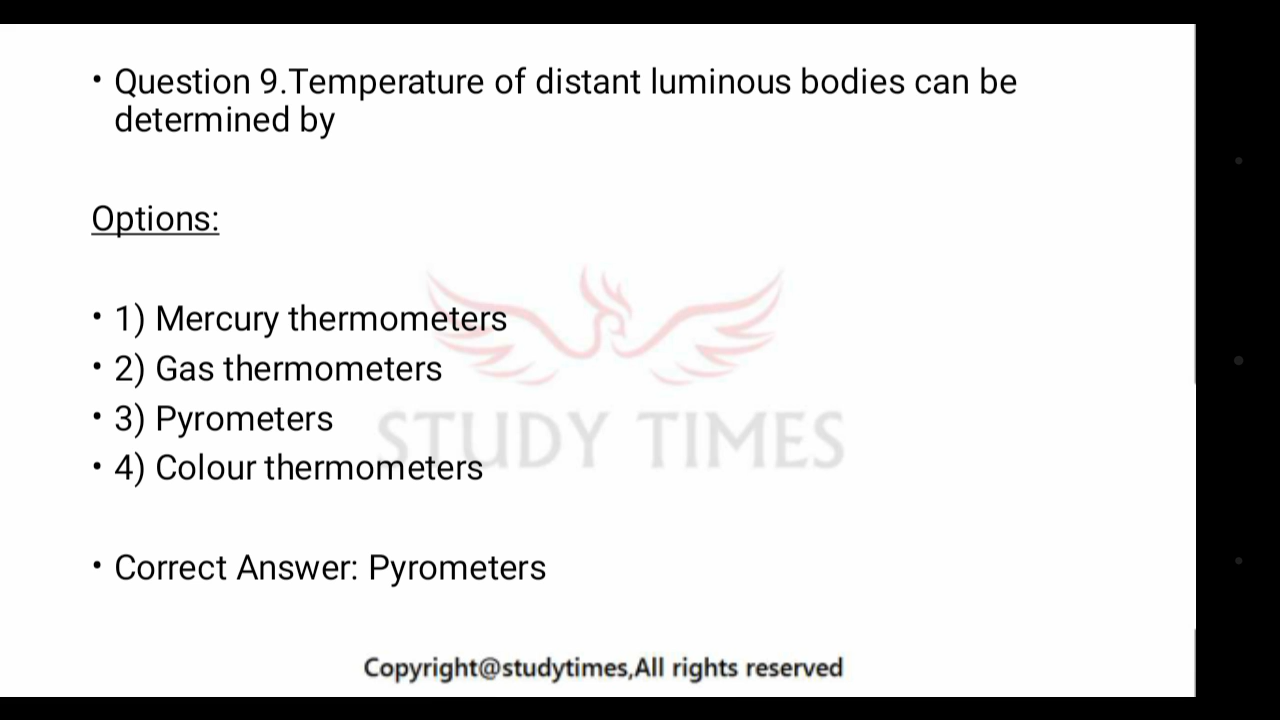 • Question 9.Temperature of distant luminous bodies can be
determined by
Options:
• 1) Mercury thermometers
• 2) Gas thermometers
• 3) Pyrometers
• 4) Colour thermometers
STUDY TIMES
• Correct Answer: Pyrometers
Copyright@studytimes,All rights reserved